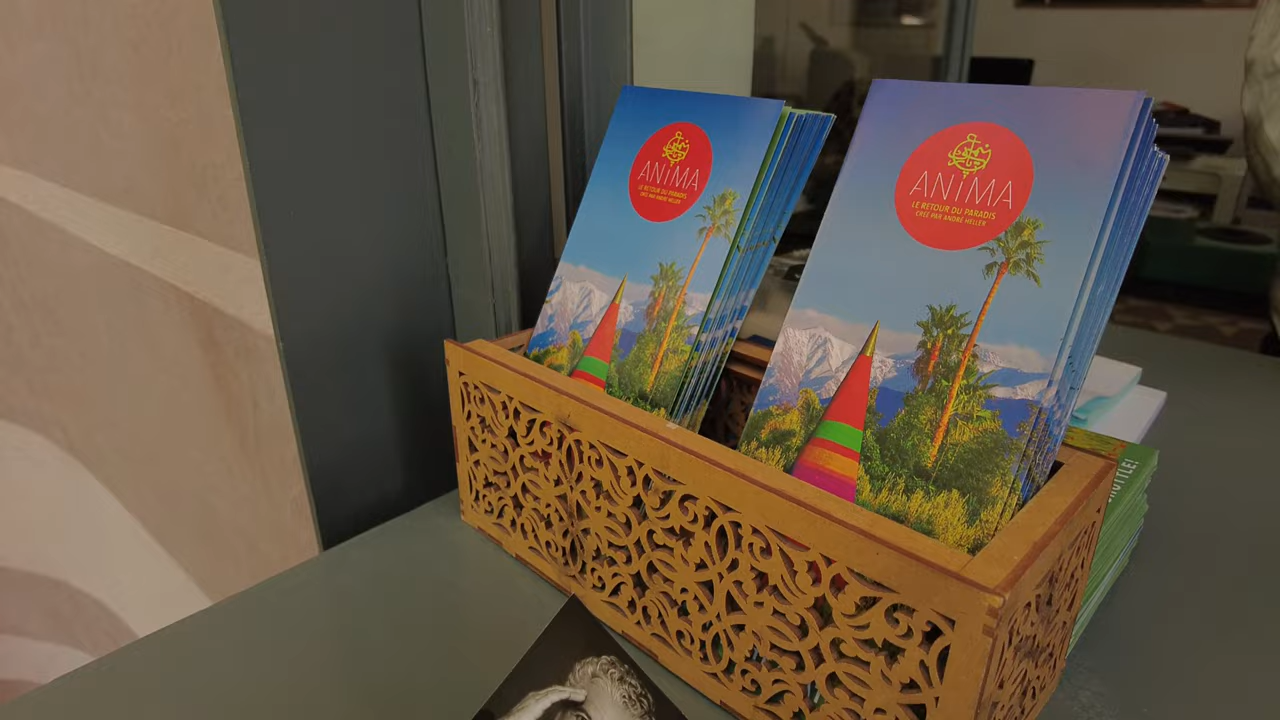 ANiMA
LE RETOUR DU PARADIS
CRÉÉ PAR ANDRÉ HELLER
ANiMA
LE RETOUR DU PARADIS
CRÉÉ PAR ANDRÉ HELLER